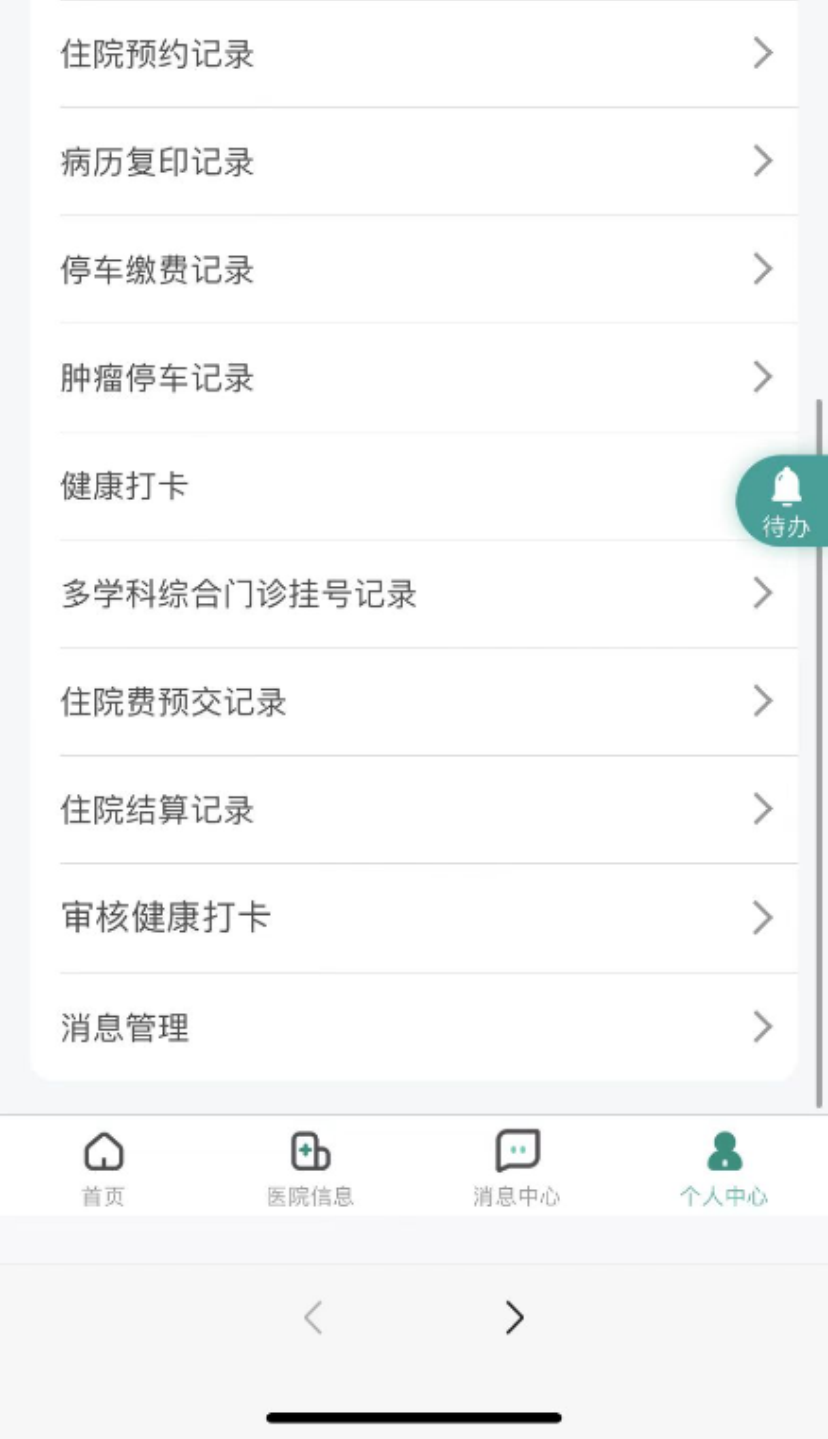 住院预约记录
病历复印记录
停车缴费记录
肿瘤停车记录
健康打卡
待办
多学科综合门诊挂号记录
住院费预交记录
住院结算记录
审核健康打卡
消息管理
首页
医院信息
消息中心
个人中心